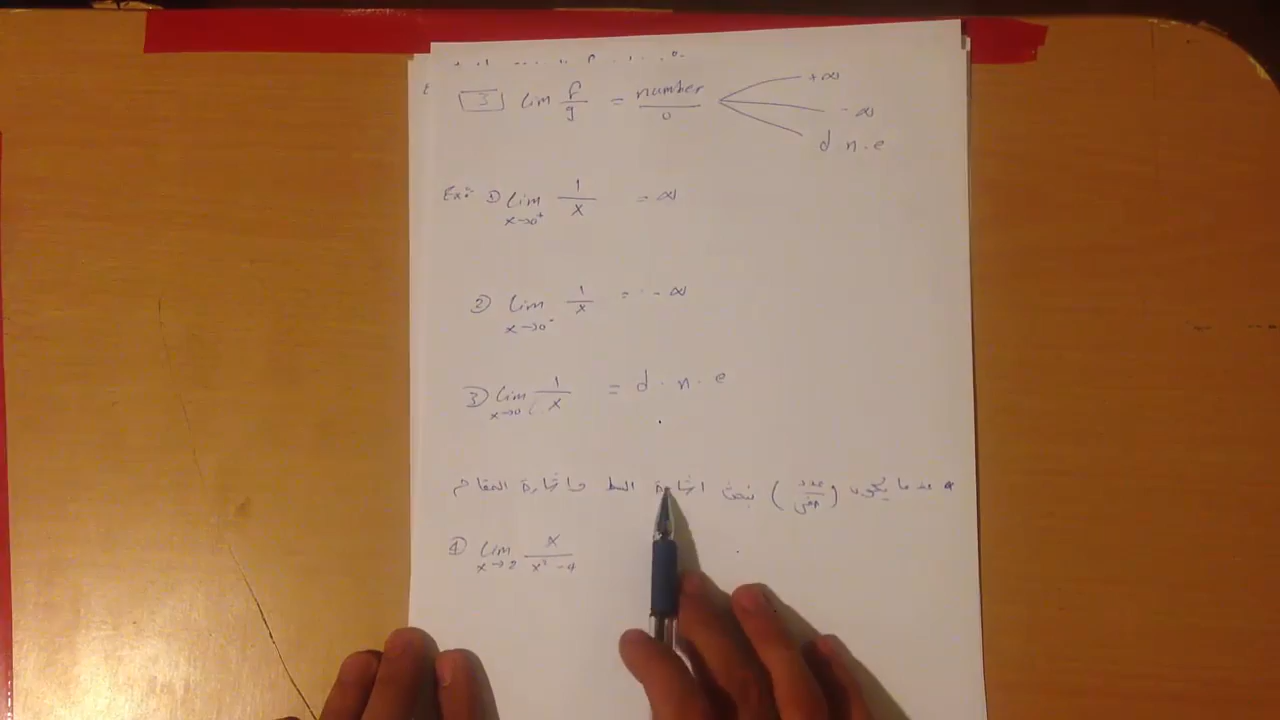 [3] lim f/g = number/0 +∞ -∞ d.n.e
Ex: ① lim x→0⁺ 1/x = ∞
② lim x→0⁻ 1/x = -∞
③ lim x→0 1/x = d.n.e
* عندما يكون (عدد/صفر) نبحث اشارة البسط واشارة المقام
④ lim x→2 x/x²-4